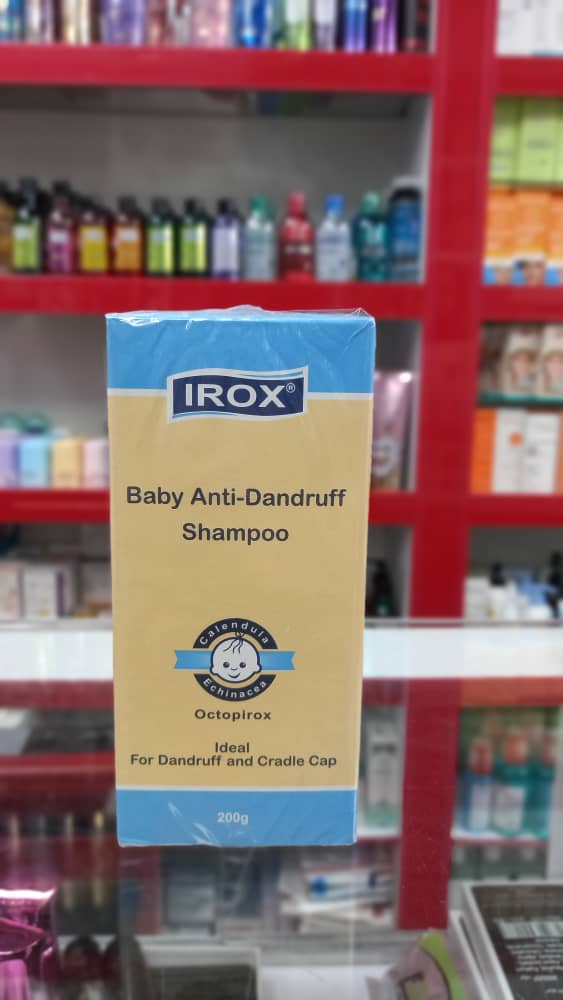 IROX®
Baby Anti-Dandruff
Shampoo
Calendula
Echinacea
Octopirox
Ideal
For Dandruff and Cradle Cap
200g